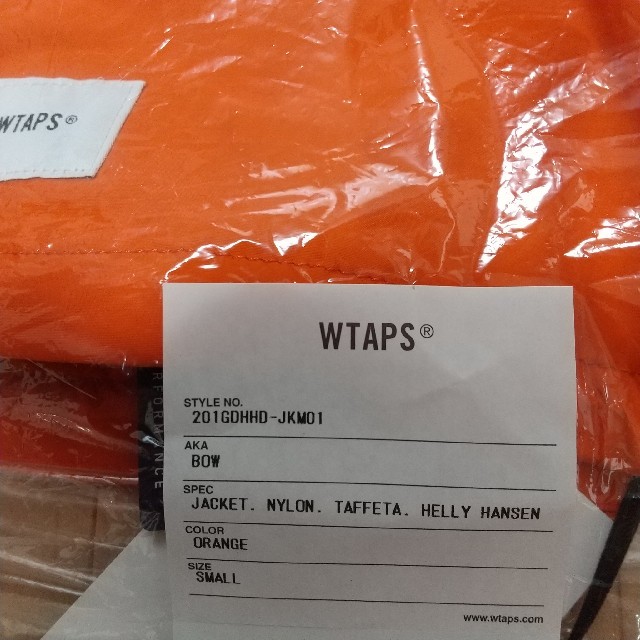 WTAPS®
WTAPS®
STYLE NO.
201GDHHD-JKM01
AKA
BOW
SPEC
JACKET. NYLON. TAFFETA. HELLY HANSEN
COLOR
ORANGE
SIZE
SMALL
www.wtaps.com